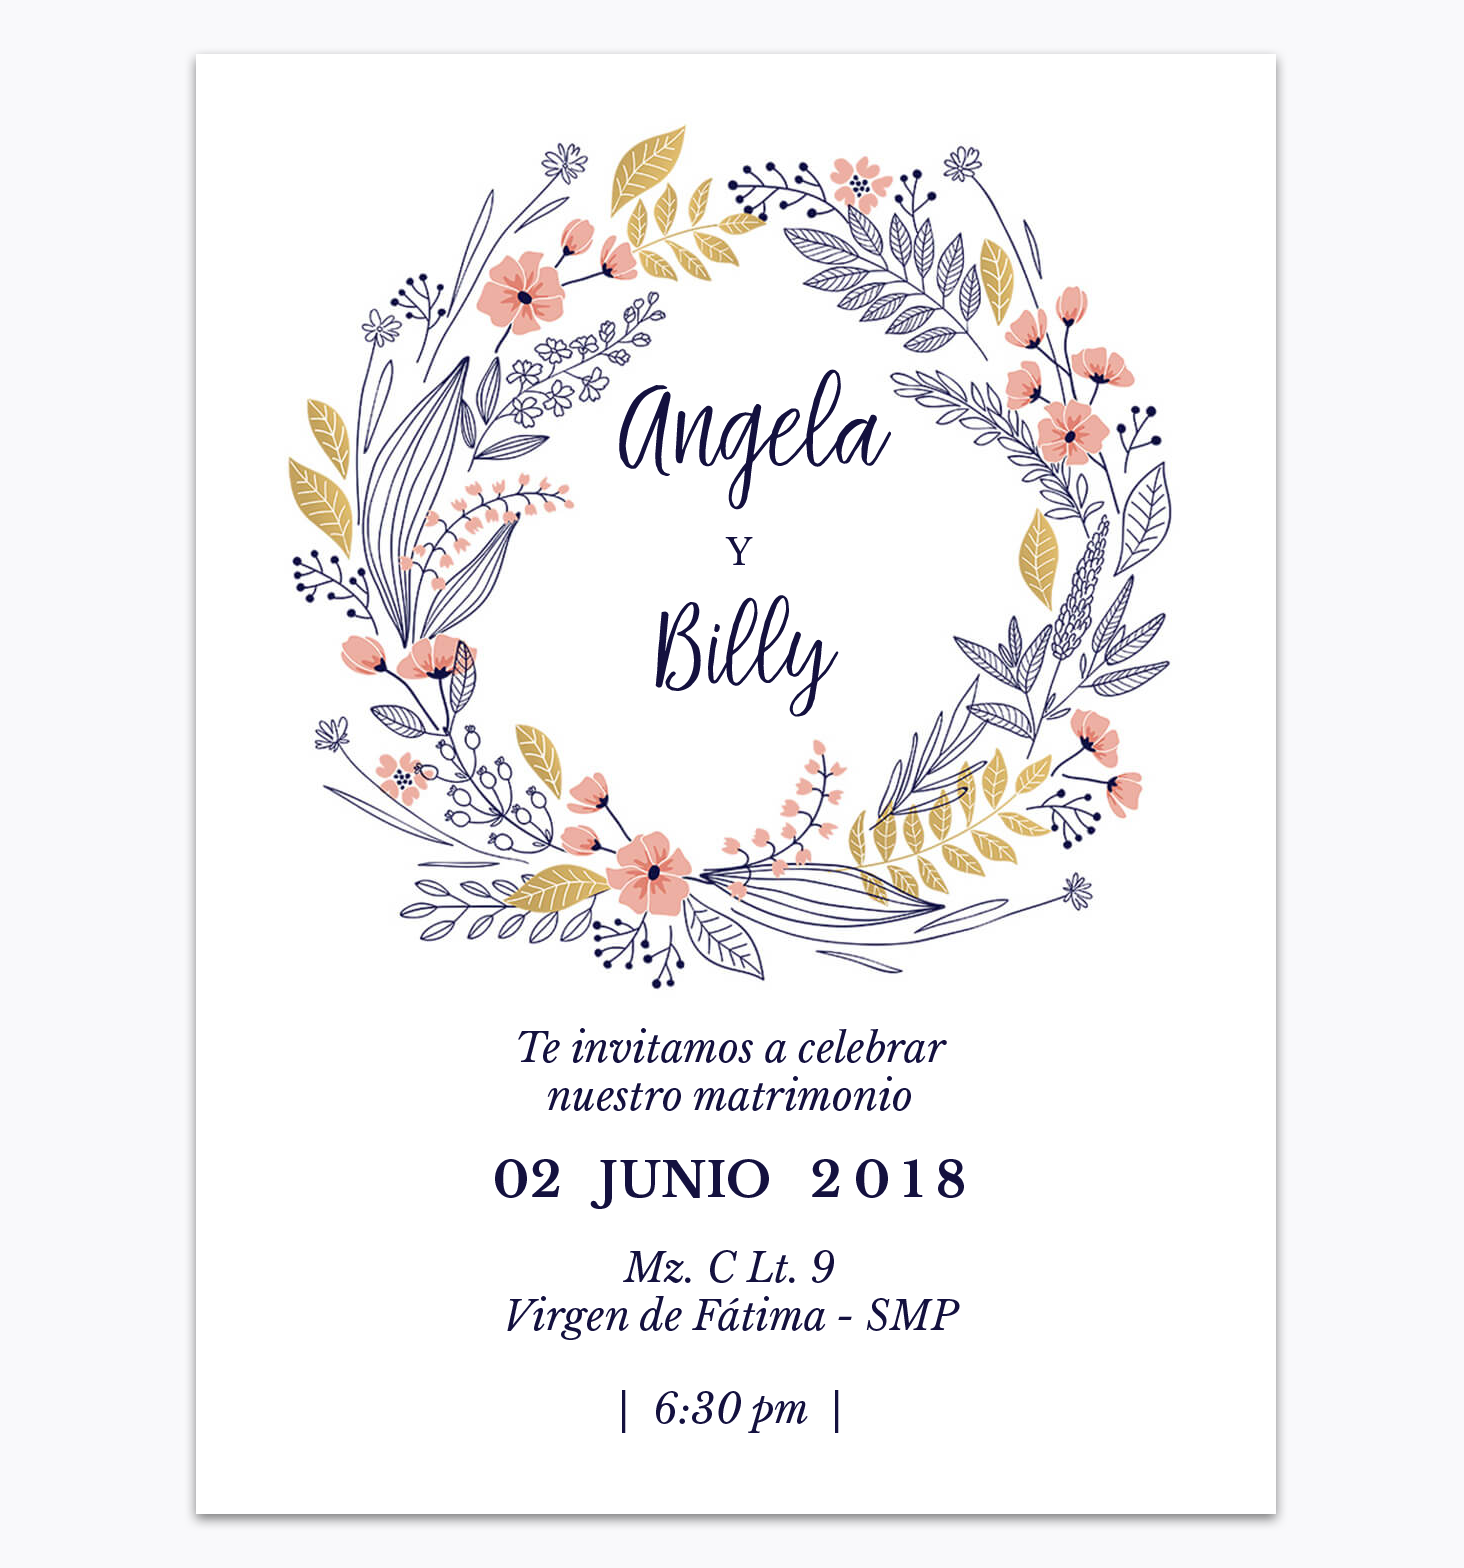 Angela
Y
Billy
Te invitamos a celebrar
nuestro matrimonio
02 JUNIO 2018
Mz. C Lt. 9
Virgen de Fátima - SMP
| 6:30 pm |